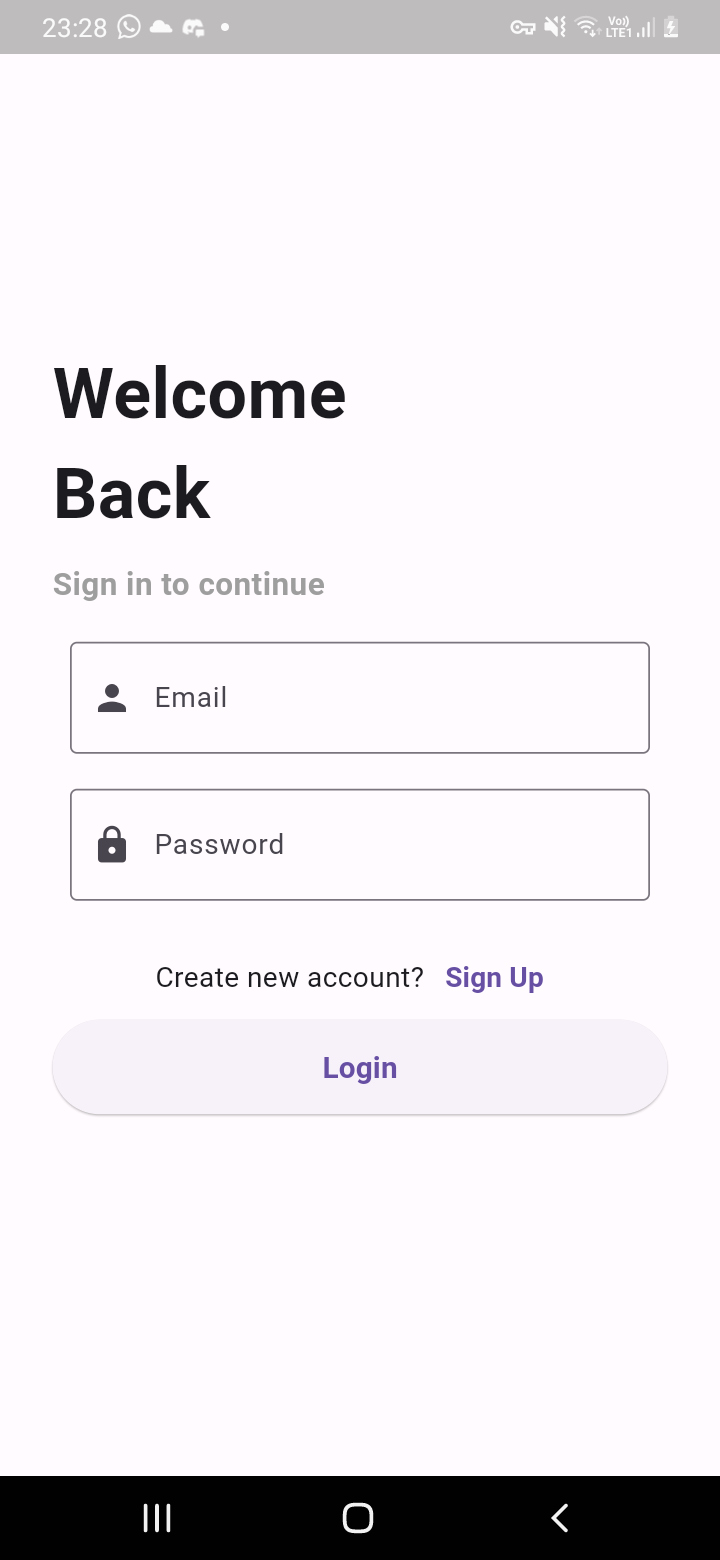 23:28
Vo)) LTE1
Welcome
Back
Sign in to continue
Email
Password
Create new account? Sign Up
Login